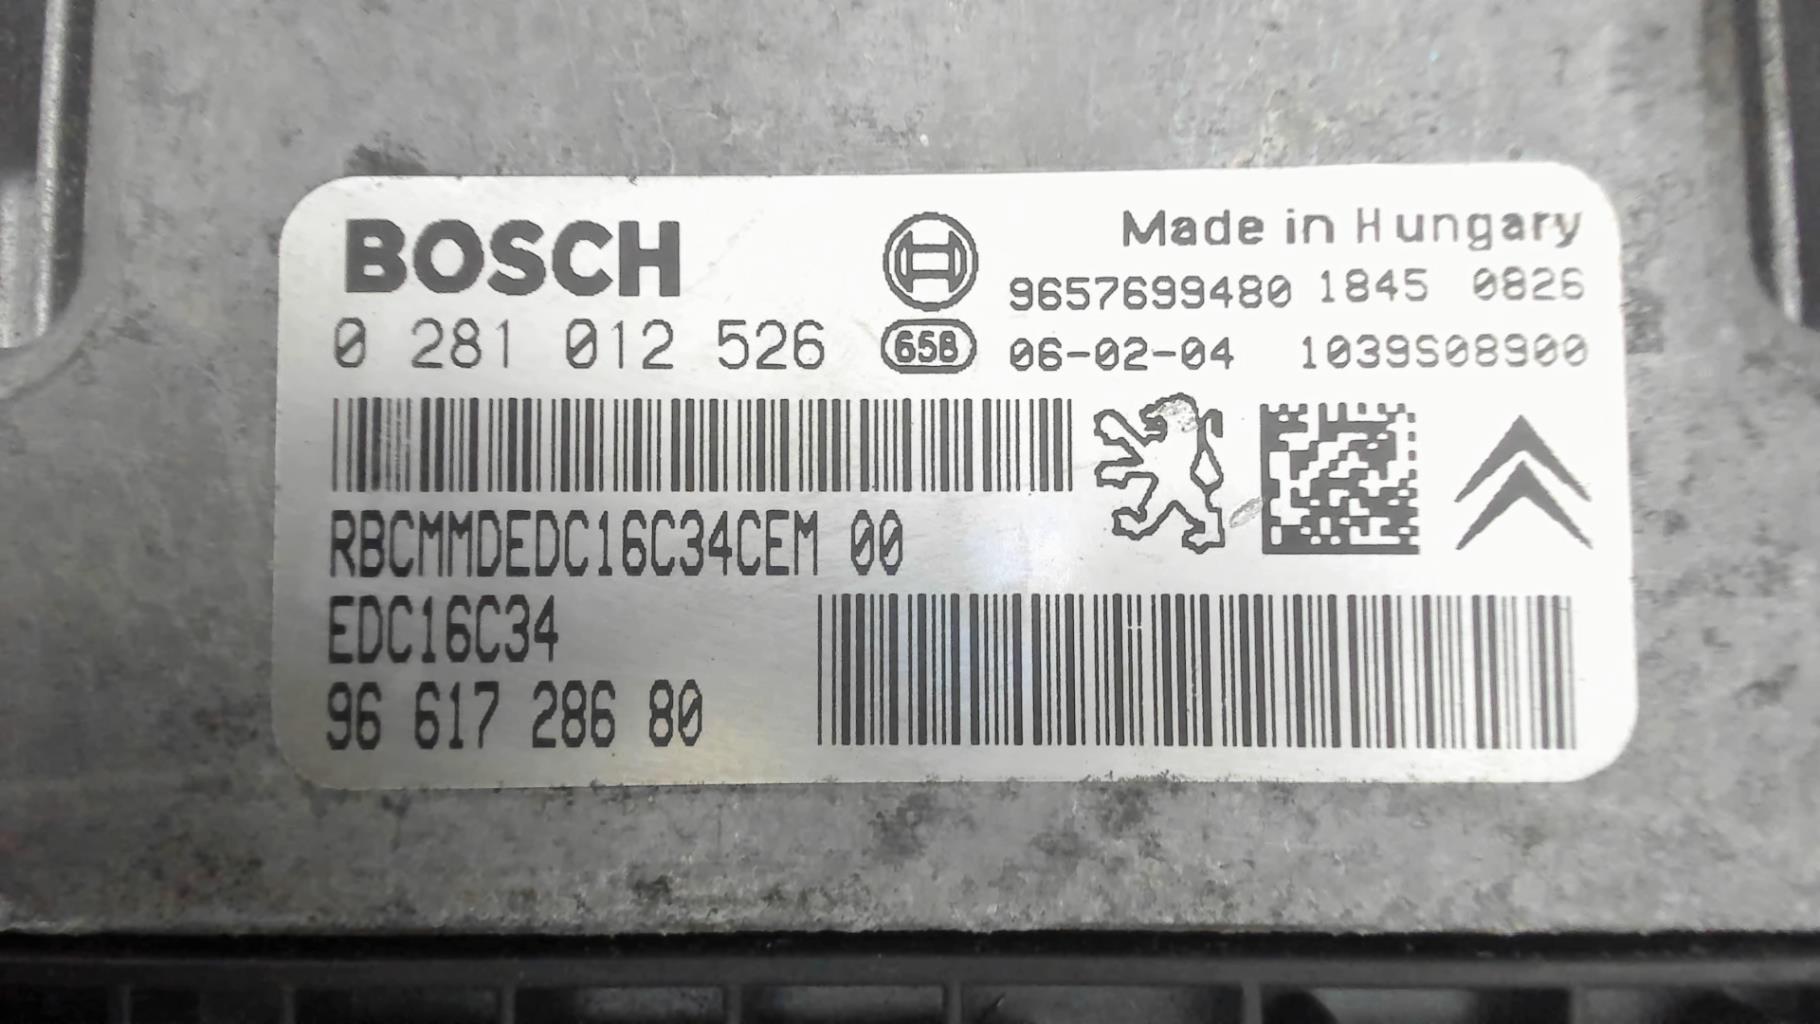 BOSCH
Made in Hungary
9657699480 1845 0826
0 281 012 526
658
06-02-04 1039S08900
RBCMMDEDC16C34CEM 00
EDC16C34
96 617 286 80